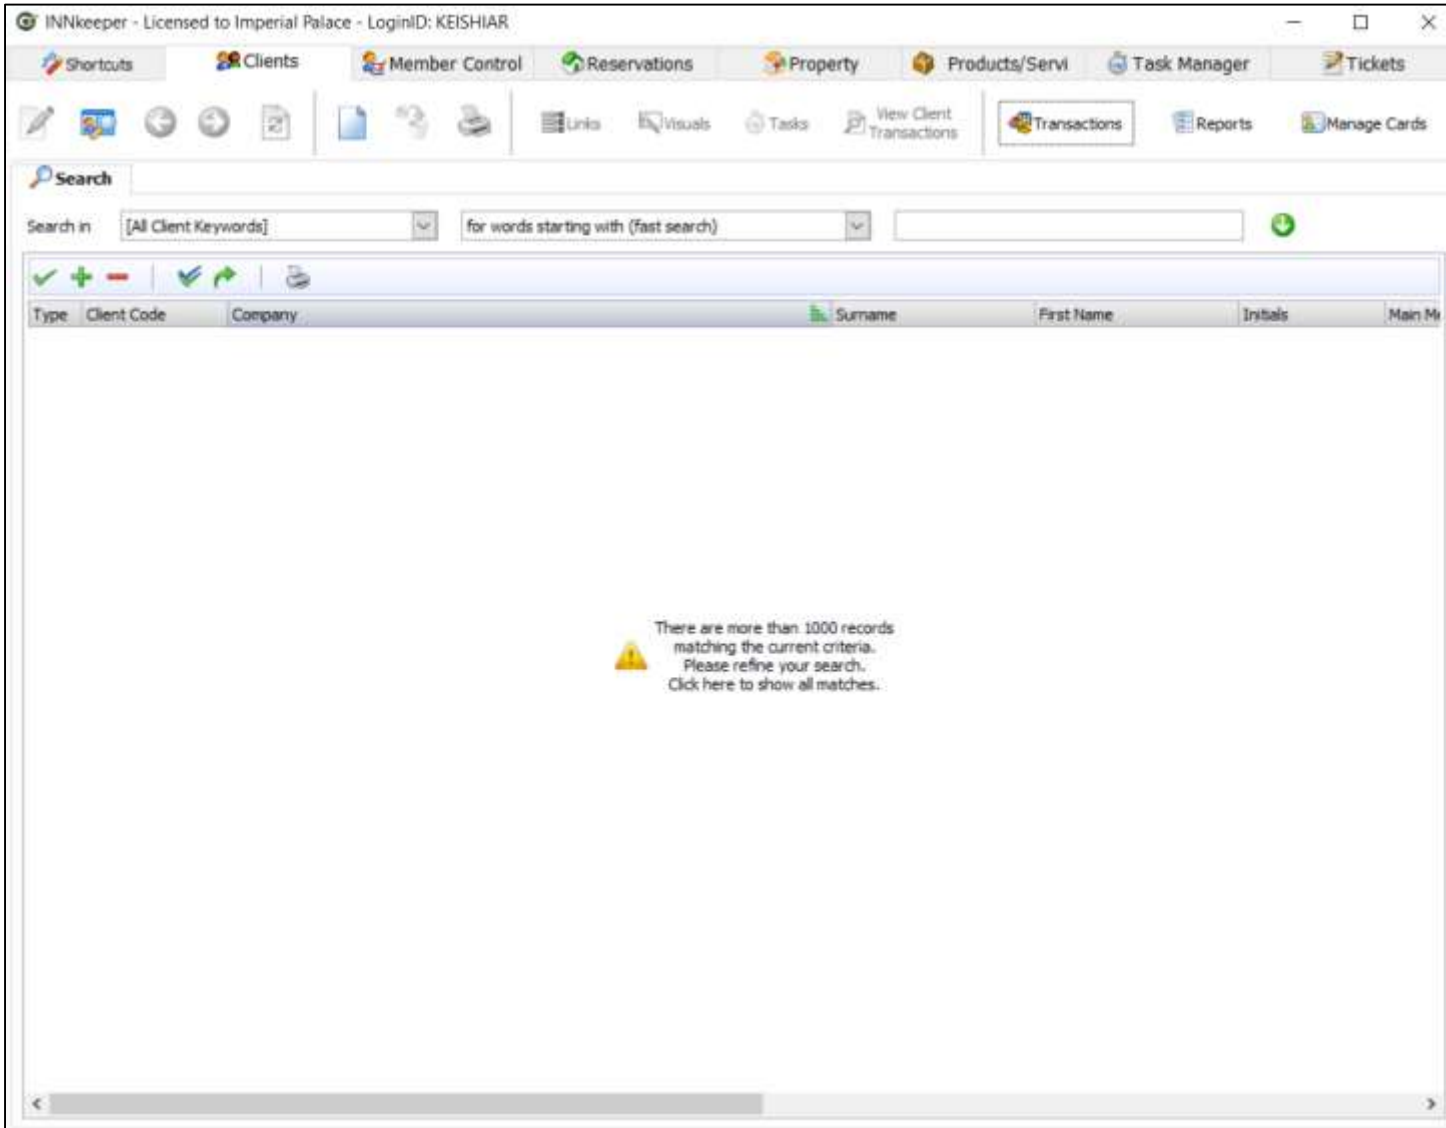 INNkeeper - Licensed to Imperial Palace - LoginID: KEISHIAR
Shortcuts Clients Member Control Reservations Property Products/Servi Task Manager Tickets
Links Visuals Tasks View Client Transactions Transactions Reports Manage Cards
Search
Search in [All Client Keywords] for words starting with (fast search)
Type Client Code Company Surname First Name Initials Main Me
There are more than 1000 records
matching the current criteria.
Please refine your search.
Click here to show all matches.